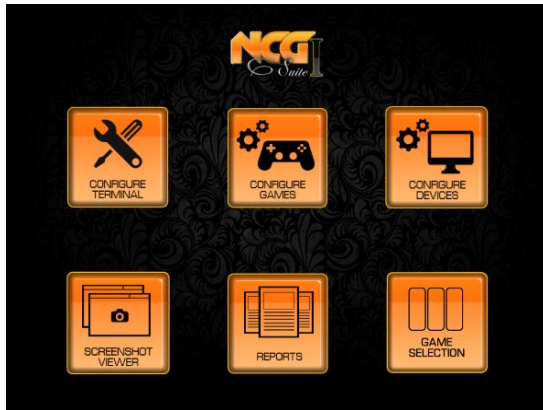 NCG
Suite I
CONFIGURE
TERMINAL
CONFIGURE
GAMES
CONFIGURE
DEVICES
SCREENSHOT
VIEWER
REPORTS
GAME
SELECTION